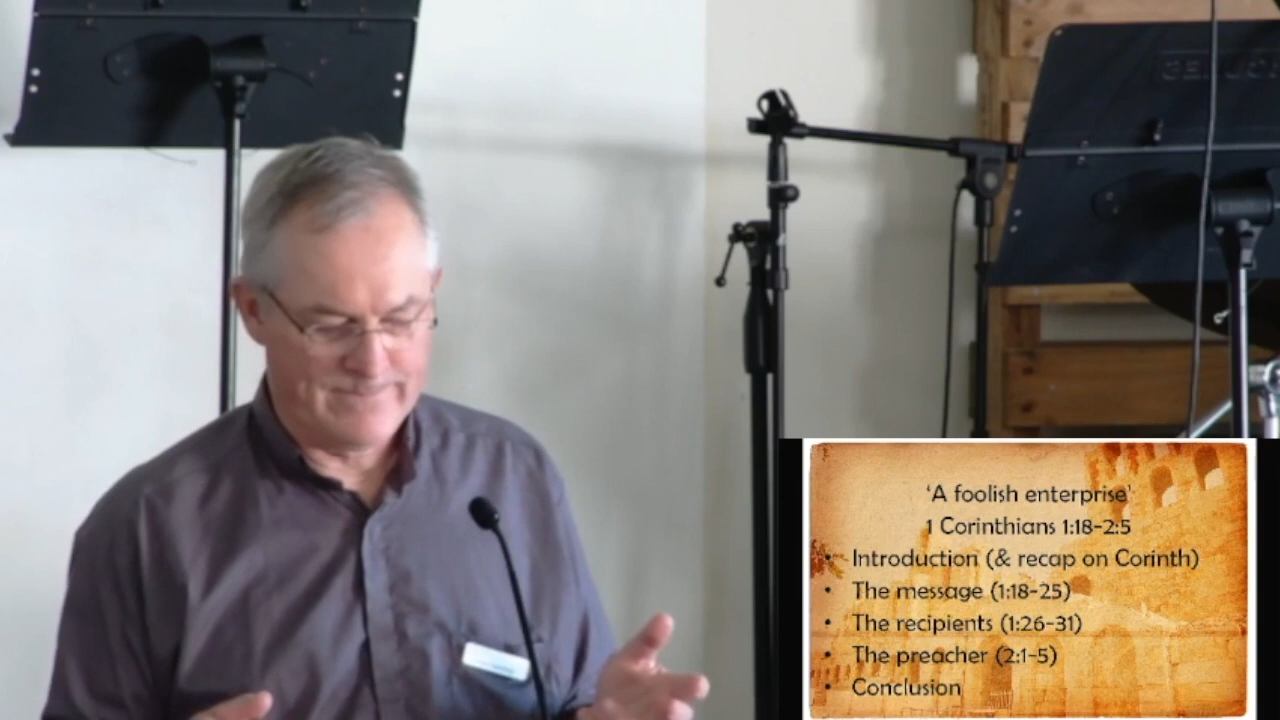 'A foolish enterprise'
1 Corinthians 1:18-2:5
• Introduction (& recap on Corinth)
• The message (1:18-25)
• The recipients (1:26-31)
• The preacher (2:1-5)
• Conclusion